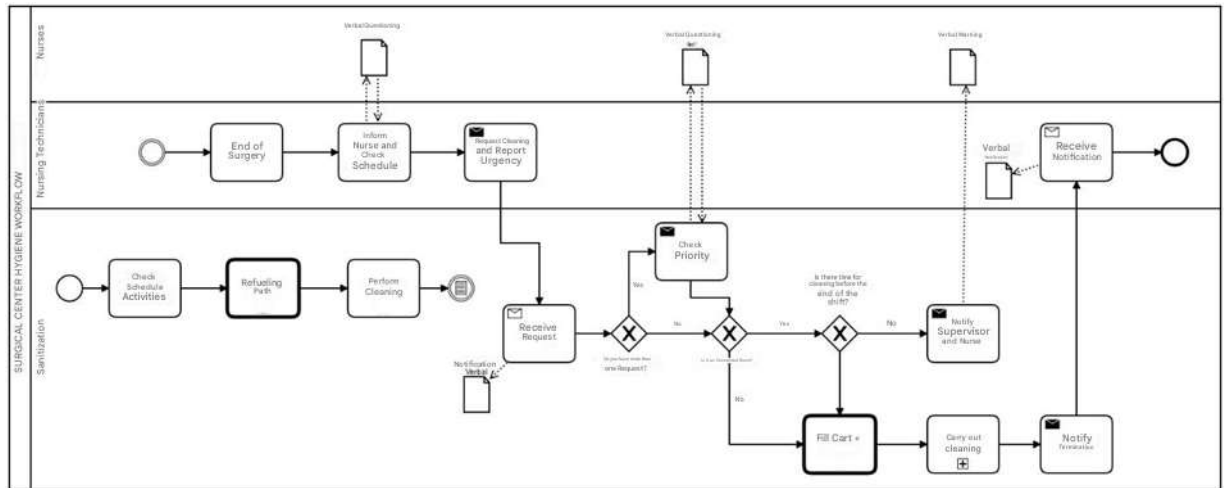 SURGICAL CENTER HYGIENE WORKFLOW
Nurses
Nursing Technicians
Sanitization
Verbal Questioning
Verbal Questioning
Verbal Warning
End of
Surgery
Inform
Nurse and
Check
Schedule
Request Cleaning
and Report
Urgency
Verbal
Receive
Notification
Check
Schedule
Activities
Refueling
Path
Perform
Cleaning
Receive
Request
Notification
Verbal
Check
Priority
Yes
No
one Request?
Is there time for
cleaning before the
end of the
shift?
Yes
No
Notify
Supervisor
and Nurse
No
Fill Cart +
Carry out
cleaning
Notify
Termination